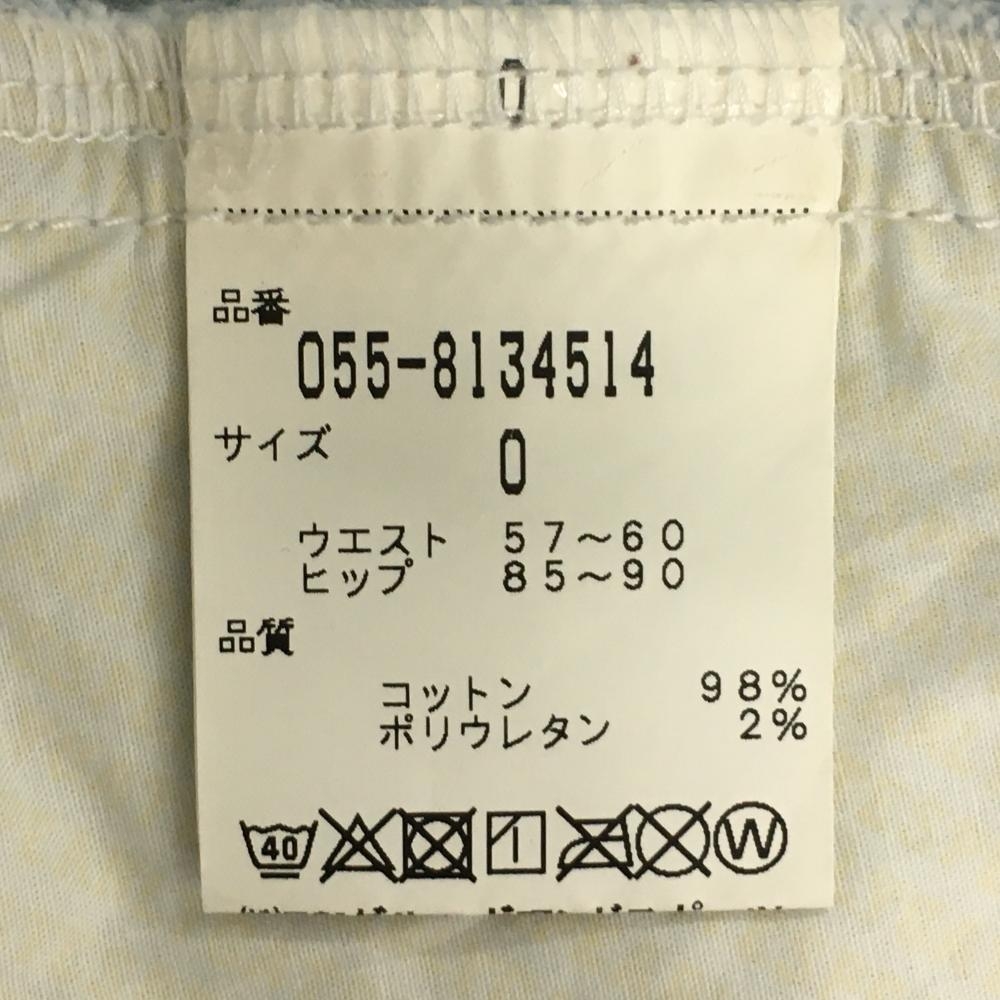 0
品番
055-8134514
サイズ
0
ウエスト 57～60
ヒップ 85～90
品質
コットン 98%
ポリウレタン 2%
40 W